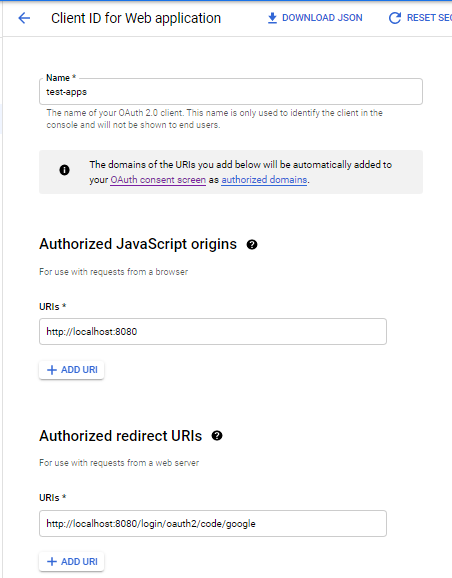 Client ID for Web application
DOWNLOAD JSON
RESET SEC
Name *
test-apps
The name of your OAuth 2.0 client. This name is only used to identify the client in the
console and will not be shown to end users.
The domains of the URIs you add below will be automatically added to
your OAuth consent screen as authorized domains.
Authorized JavaScript origins
For use with requests from a browser
URIs *
http://localhost:8080
+ ADD URI
Authorized redirect URIs
For use with requests from a web server
URIs *
http://localhost:8080/login/oauth2/code/google
+ ADD URI